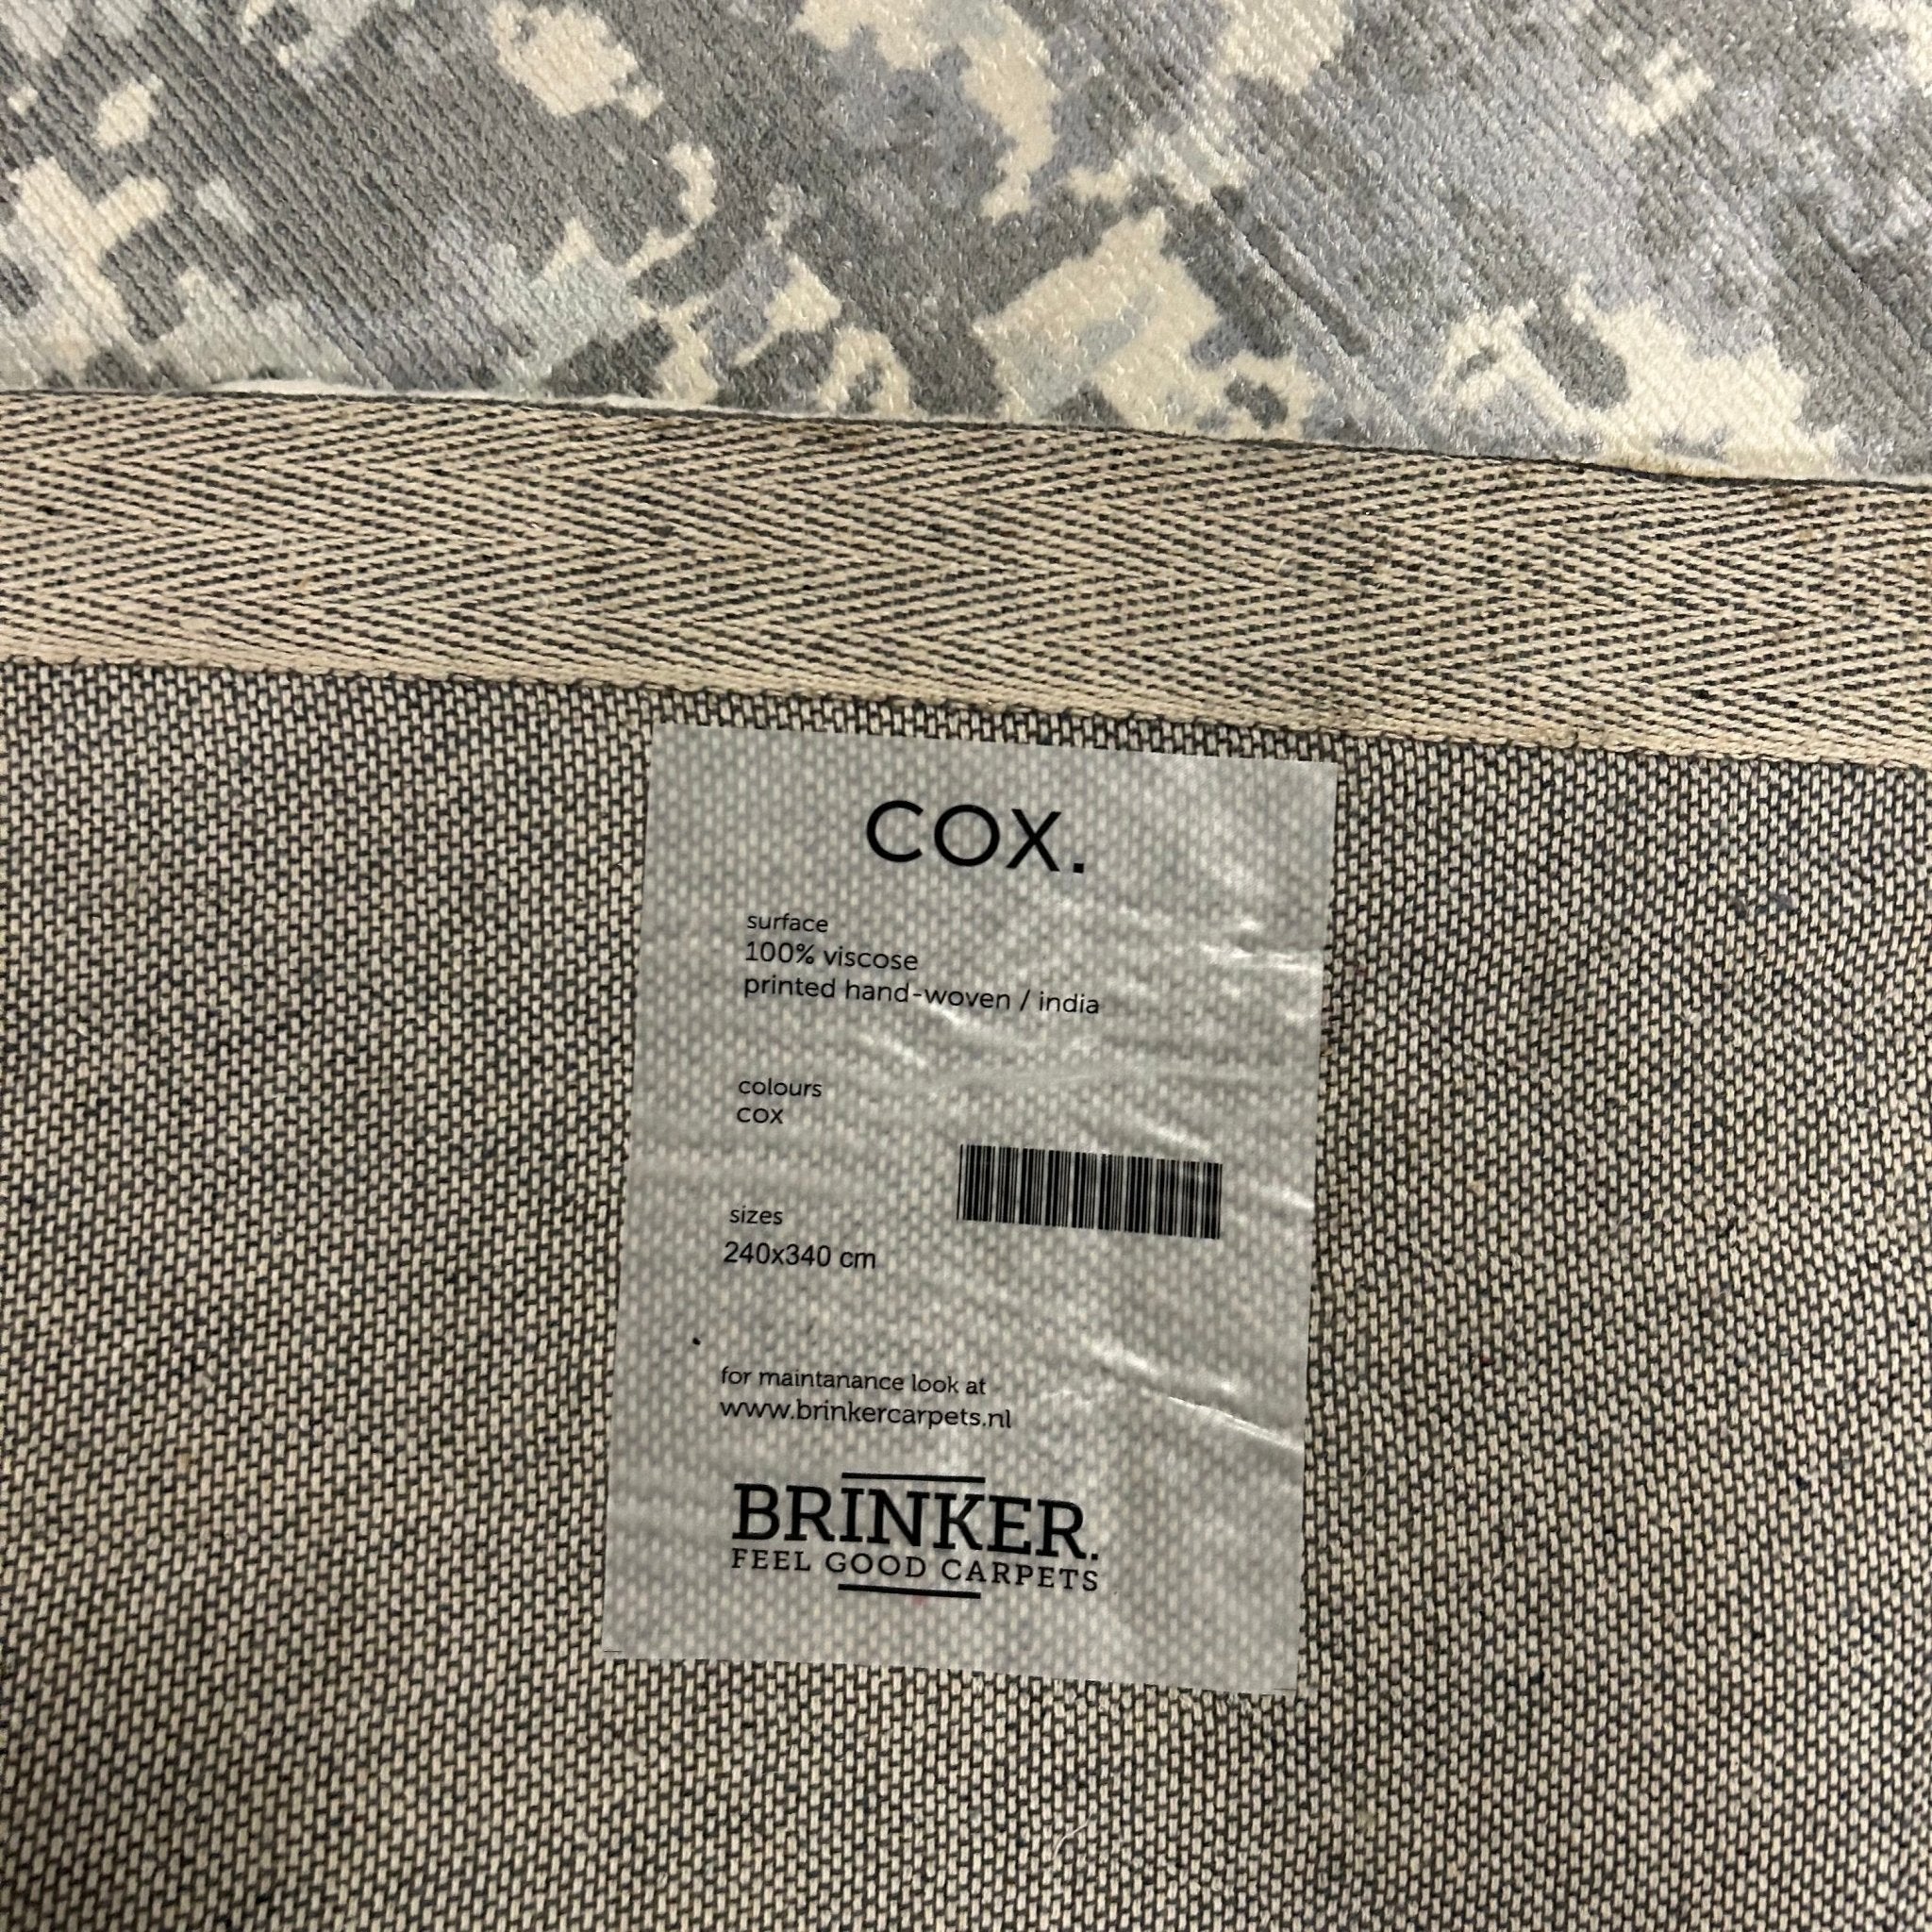 COX.
surface
100% viscose
printed hand-woven / india
colours
COX
sizes
240x340 cm
for maintanance look at
www.brinkercarpets.nl
BRINKER.
FEEL GOOD CARPETS